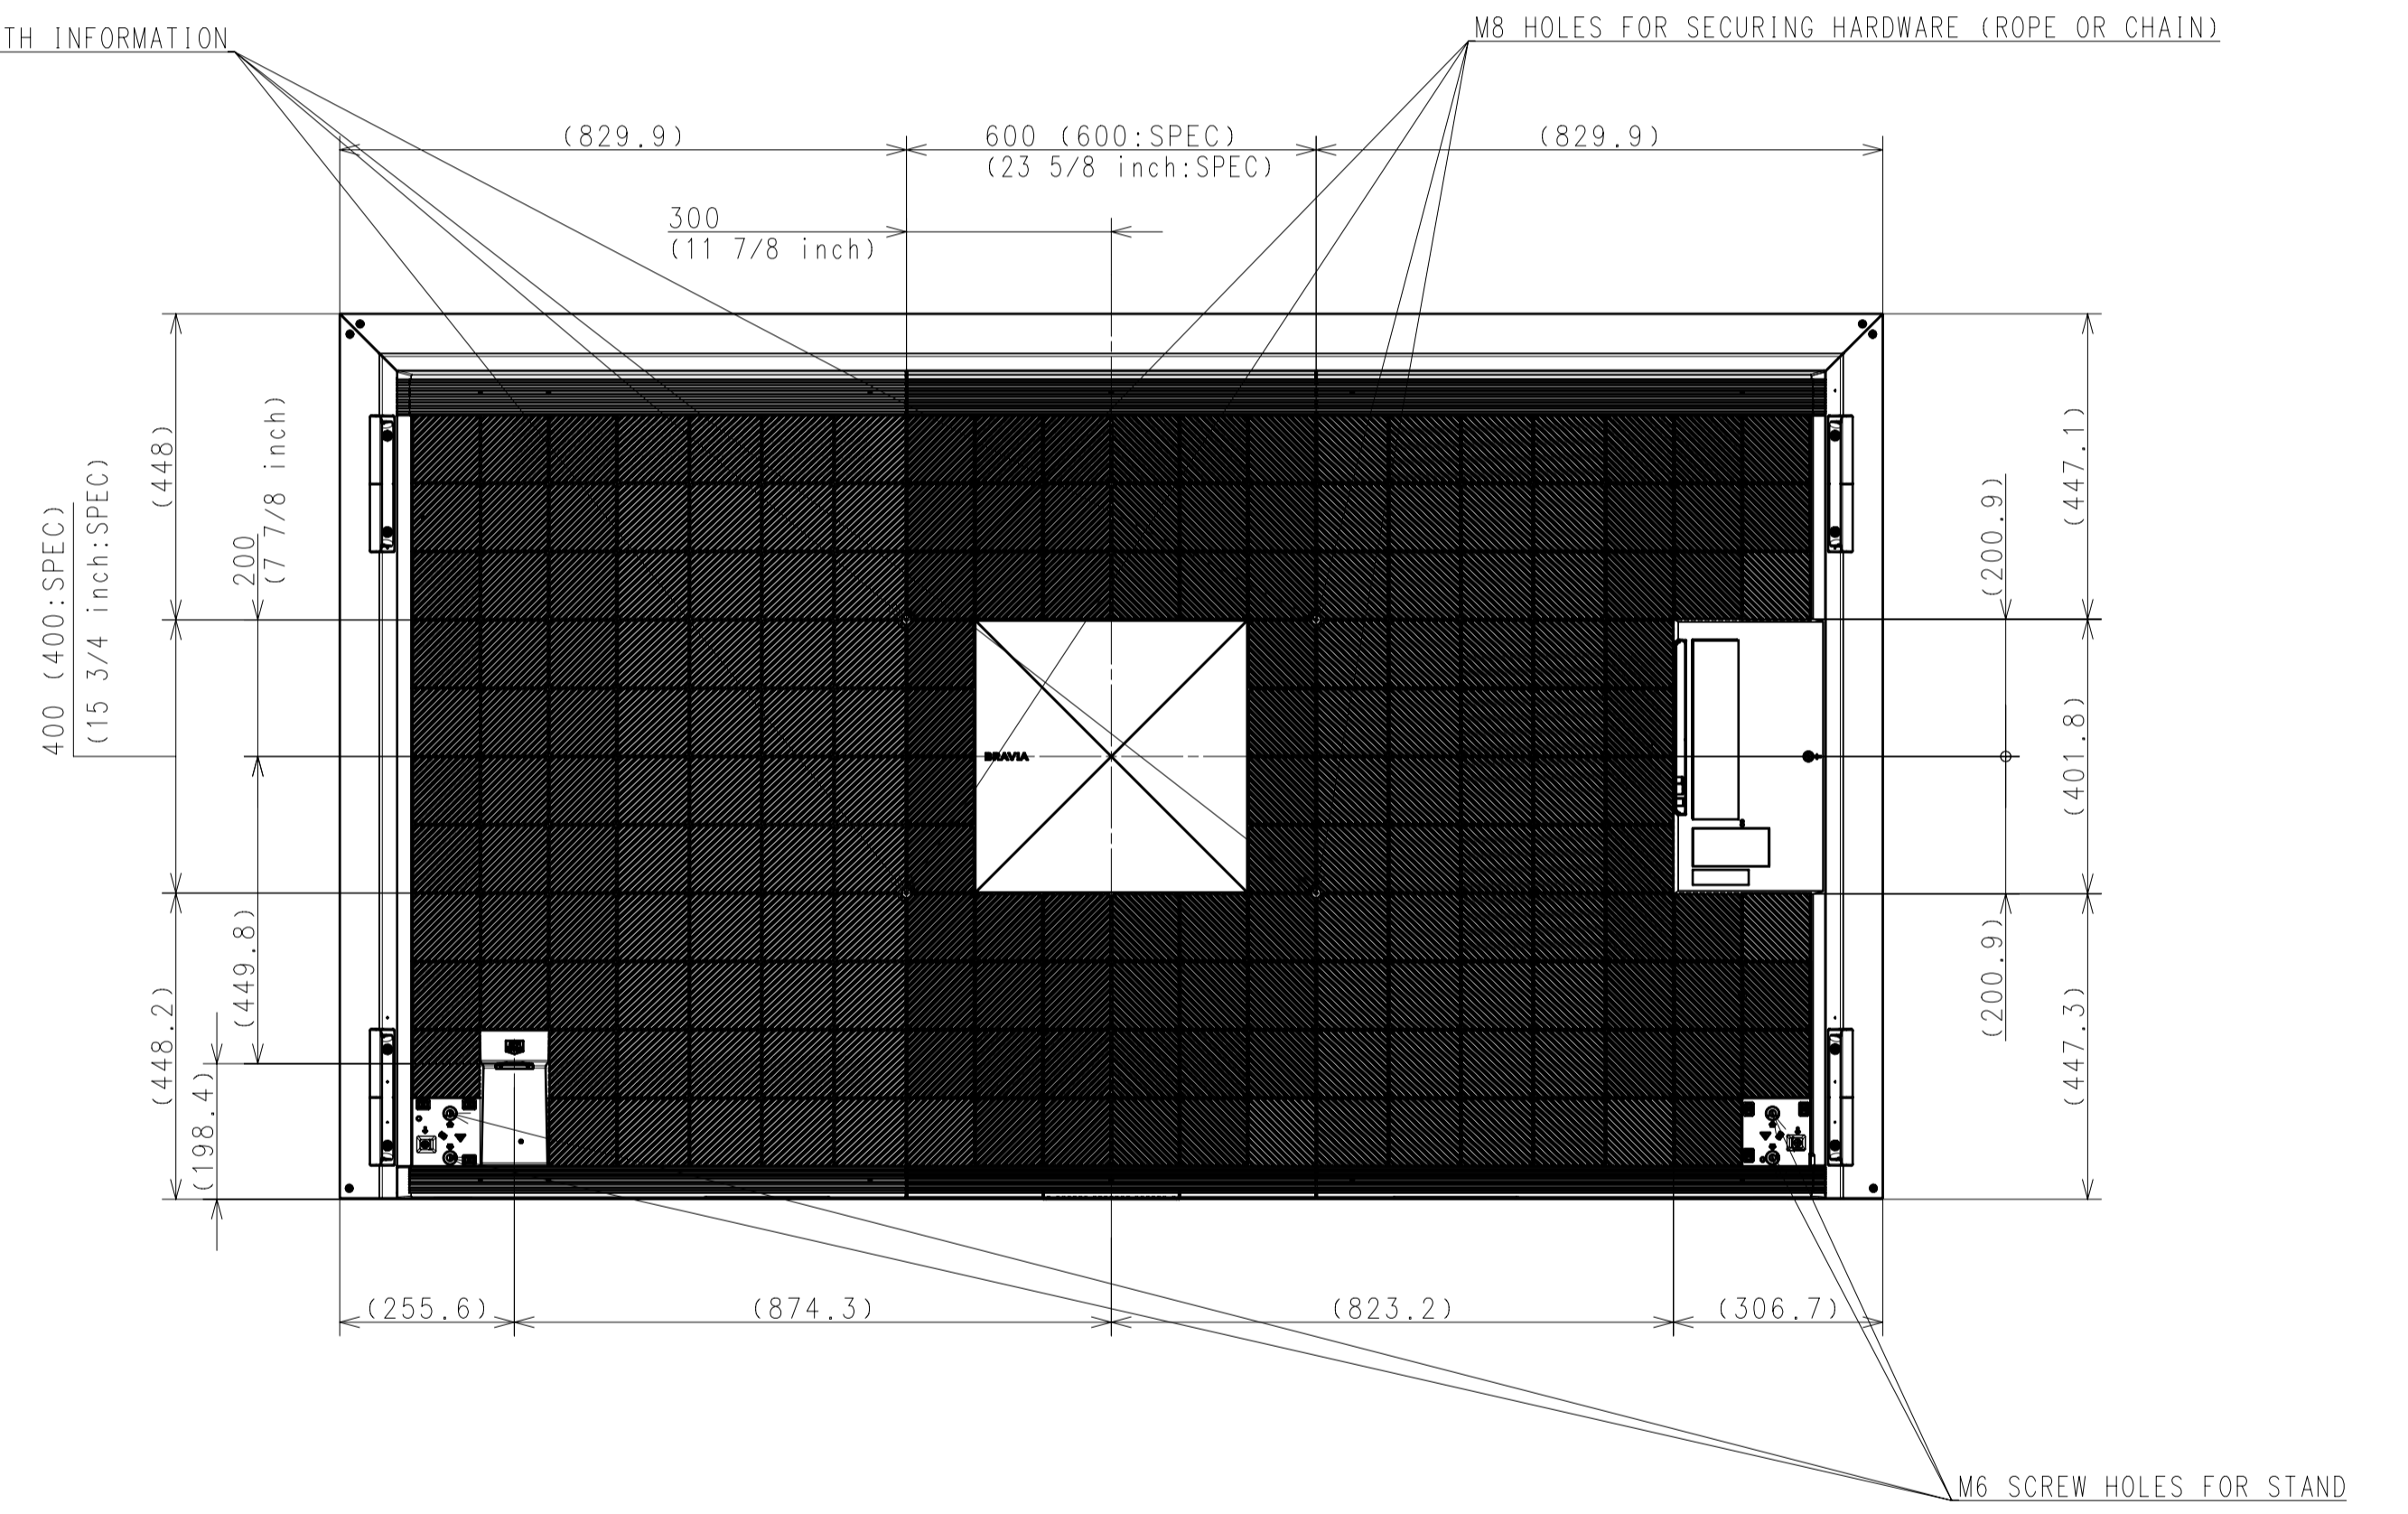 TH INFORMATION
M8 HOLES FOR SECURING HARDWARE (ROPE OR CHAIN)
(829.9)
600 (600:SPEC)
(23 5/8 inch:SPEC)
(829.9)
300
(11 7/8 inch)
400 (400:SPEC)
(15 3/4 inch:SPEC)
(448)
200
(7 7/8 inch)
(447.1)
(200.9)
(401.8)
BRAVIA
(449.8)
(448.2)
(198.4)
(200.9)
(447.3)
(255.6)
(874.3)
(823.2)
(306.7)
M6 SCREW HOLES FOR STAND